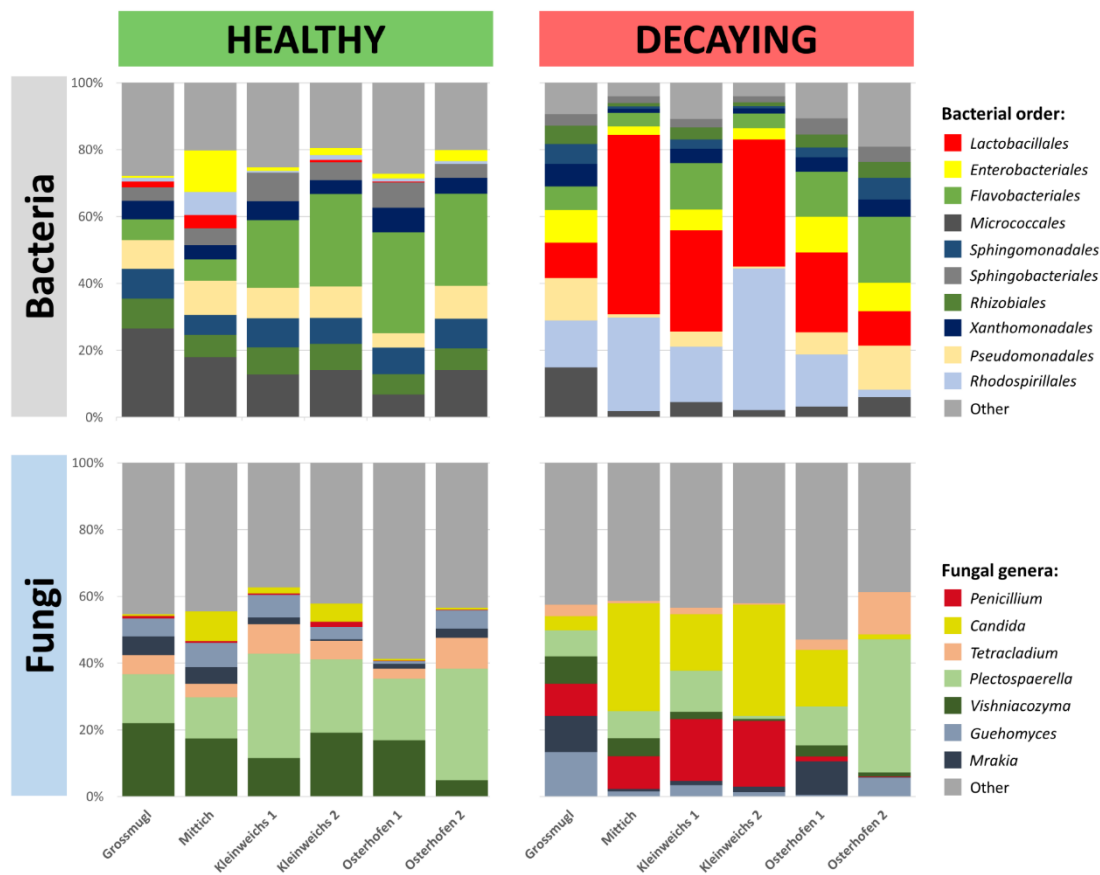 HEALTHY
DECAYING
Bacteria
100%
80%
60%
40%
20%
0%
Bacterial order:
Lactobacillales
Enterobacteriales
Flavobacteriales
Micrococcales
Sphingomonadales
Sphingobacteriales
Rhizobiales
Xanthomonadales
Pseudomonadales
Rhodospirillales
Other
Fungi
100%
80%
60%
40%
20%
0%
Fungal genera:
Penicillium
Candida
Tetracladium
Plectospaerella
Vishniacozyma
Guehomyces
Mrakia
Other
Grossmugl
Mittich
Kleinweichs 1
Kleinweichs 2
Osterhofen 1
Osterhofen 2
Grossmugl
Mittich
Kleinweichs 1
Kleinweichs 2
Osterhofen 1
Osterhofen 2